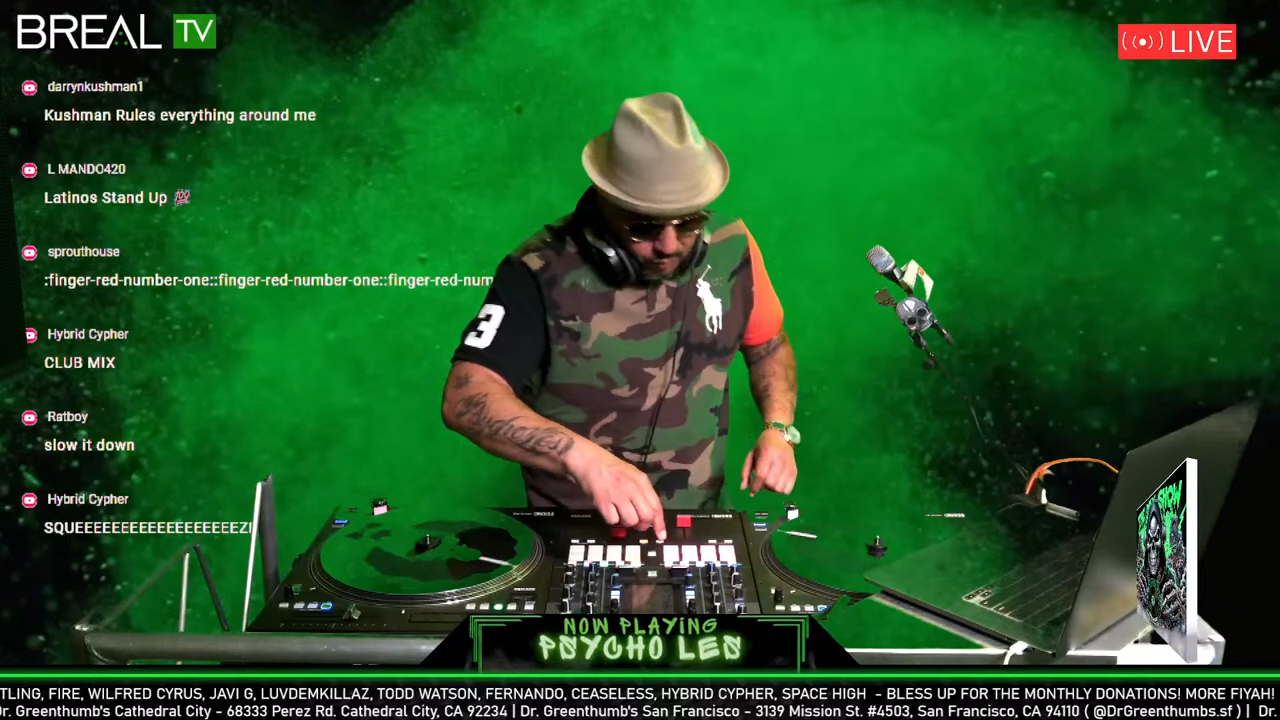 BREAL TV
LIVE
darrynkushman1
Kushman Rules everything around me
L MANDO420
Latinos Stand Up 💯
sprouthouse
:finger-red-number-one::finger-red-number-one::finger-red-num
Hybrid Cypher
CLUB MIX
Ratboy
slow it down
Hybrid Cypher
SQUEEEEEEEEEEEEEEEEEEZ!
3
SHOW
NOW PLAYING
PSYCHO LES
TLING, FIRE, WILFRED CYRUS, JAVI G, LUVDEMKILLAZ, TODD WATSON, FERNANDO, CEASELESS, HYBRID CYPHER, SPACE HIGH - BLESS UP FOR THE MONTHLY DONATIONS! MORE FIYAH!
Dr. Greenthumb's Cathedral City - 68333 Perez Rd. Cathedral City, CA 92234 | Dr. Greenthumb's San Francisco - 3139 Mission St. #4503, San Francisco, CA 94110 ( @DrGreenthumbs.sf ) | Dr.